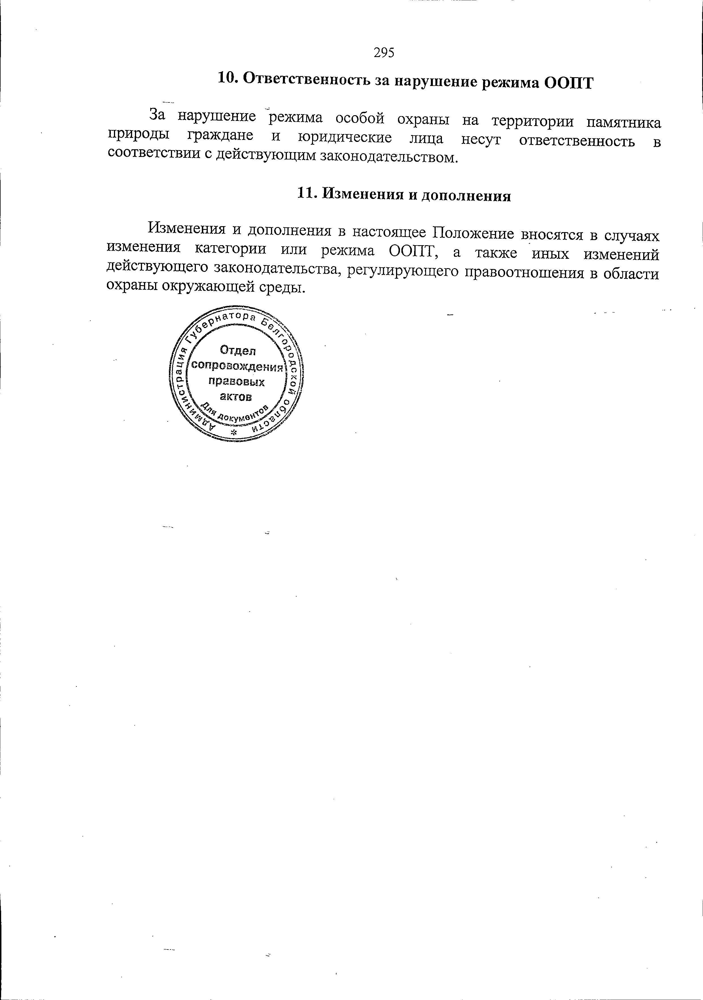 295
10. Ответственность за нарушение режима ООПТ
За нарушение режима особой охраны на территории памятника
природы граждане и юридические лица несут ответственность в
соответствии с действующим законодательством.
11. Изменения и дополнения
Изменения и дополнения в настоящее Положение вносятся в случаях
изменения категории или режима ООПТ, а также иных изменений
действующего законодательства, регулирующего правоотношения в области
охраны окружающей среды.
Администрация Губернатора Белгородской области *
Отдел
сопровождения
правовых
актов
Для документов